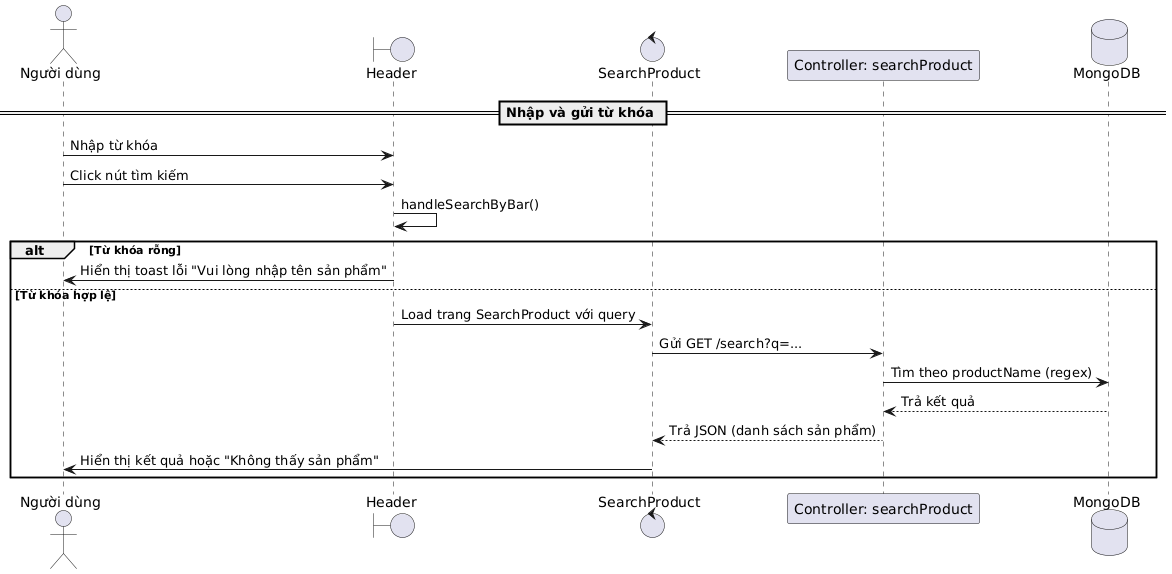 Người dùng
Header
SearchProduct
Controller: searchProduct
MongoDB
Nhập và gửi từ khóa
Nhập từ khóa
Click nút tìm kiếm
handleSearchByBar()
alt [Từ khóa rỗng]
Hiển thị toast lỗi "Vui lòng nhập tên sản phẩm"
[Từ khóa hợp lệ]
Load trang SearchProduct với query
Gửi GET /search?q=...
Tìm theo productName (regex)
Trả kết quả
Trả JSON (danh sách sản phẩm)
Hiển thị kết quả hoặc "Không thấy sản phẩm"
Người dùng
Header
SearchProduct
Controller: searchProduct
MongoDB